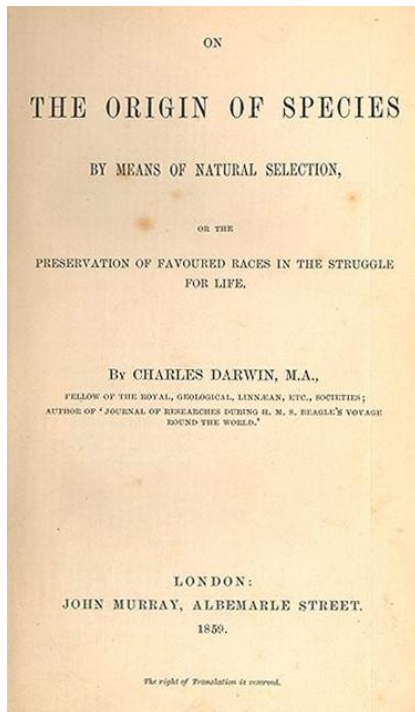 ON
THE ORIGIN OF SPECIES
BY MEANS OF NATURAL SELECTION,
OR THE
PRESERVATION OF FAVOURED RACES IN THE STRUGGLE
FOR LIFE.
By CHARLES DARWIN, M.A.,
FELLOW OF THE ROYAL, GEOLOGICAL, LINNÆAN, ETC., SOCIETIES;
AUTHOR OF ‘JOURNAL OF RESEARCHES DURING H. M. S. BEAGLE’S VOYAGE
ROUND THE WORLD.’
LONDON:
JOHN MURRAY, ALBEMARLE STREET.
1859.
The right of Translation is reserved.